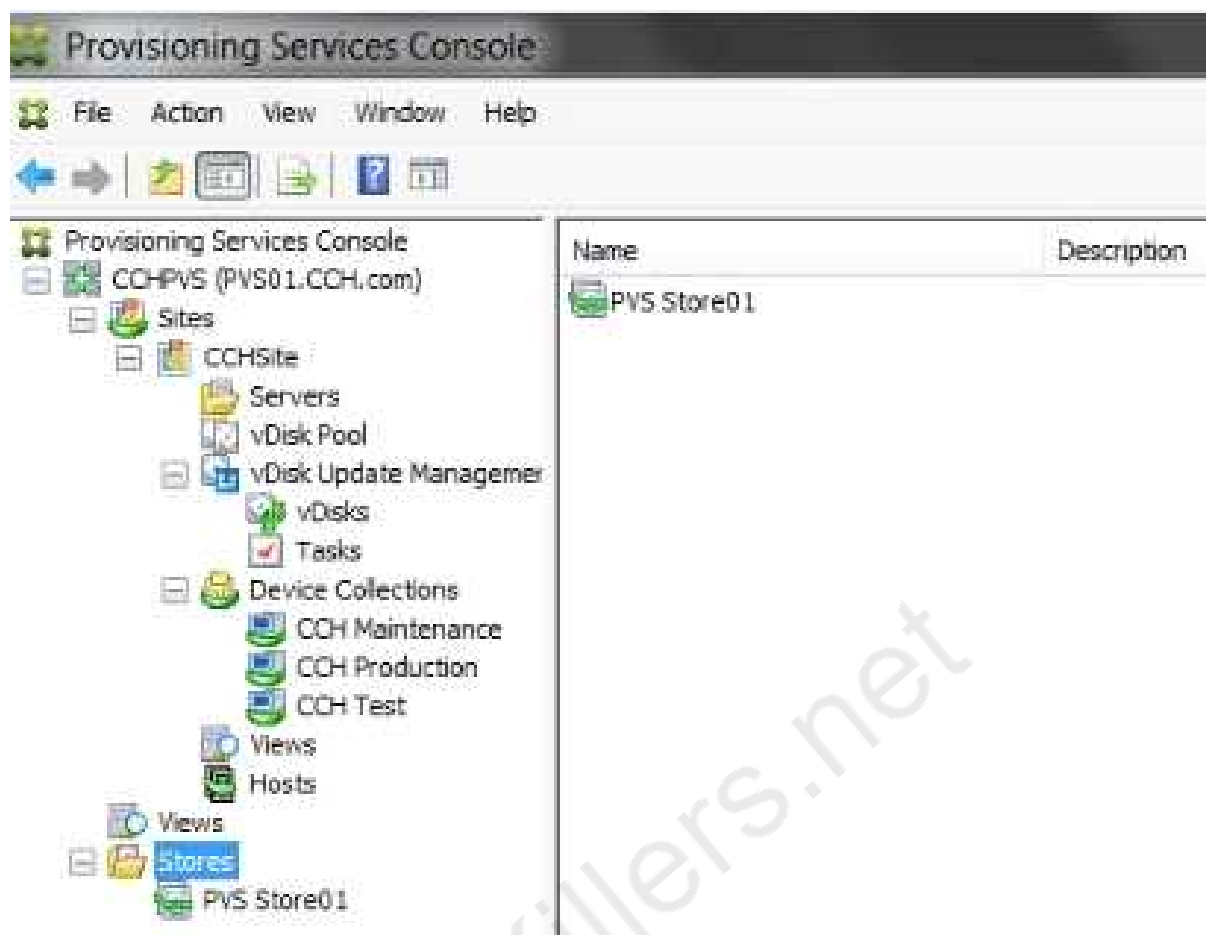 Provisioning Services Console
File Action View Window Help
Provisioning Services Console
CCHPVS (PVS01.CCH.com)
Sites
CCHSite
Servers
vDisk Pool
vDisk Update Managemer
vDisks
Tasks
Device Collections
CCH Maintenance
CCH Production
CCH Test
Views
Hosts
Views
Stores
PVS Store01
Name Description
PVS Store01
killers.net